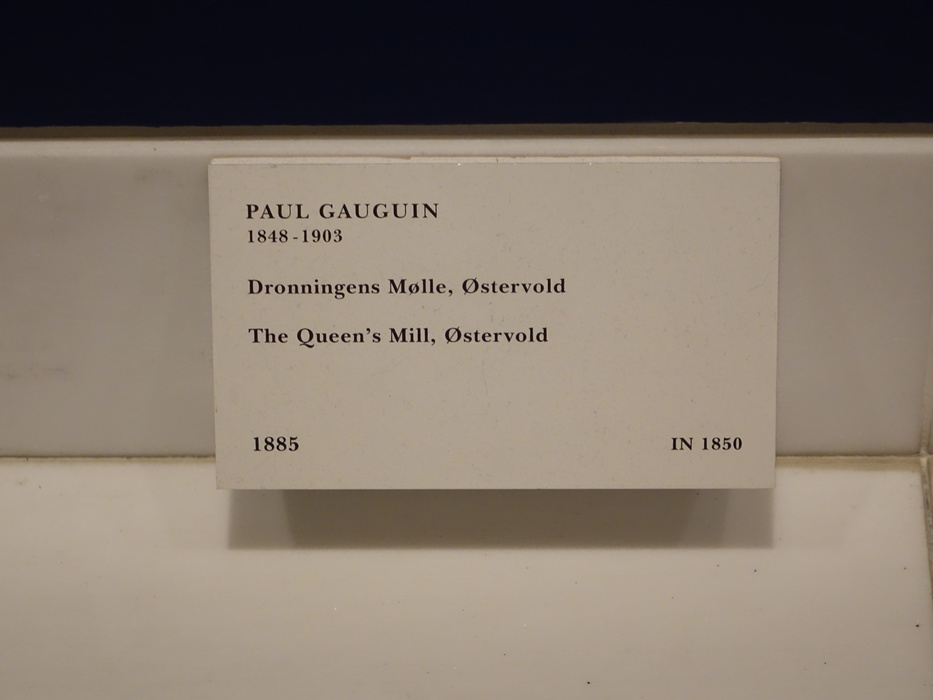 PAUL GAUGUIN
1848-1903
Dronningens Mølle, Østervold
The Queen's Mill, Østervold
1885
IN 1850